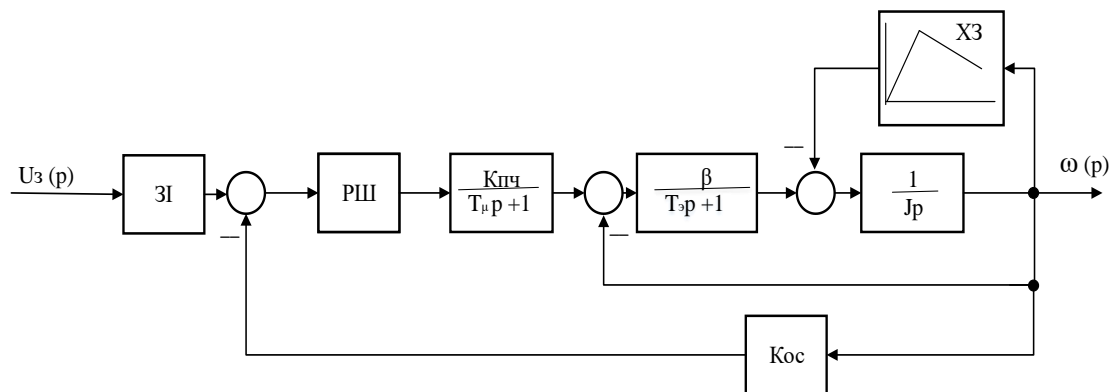 ХЗ
Uз (p)
ЗІ
РШ
Кпч
Tμ p +1
β
Tэp +1
1
Jp
ω (p)
—
—
—
Кос